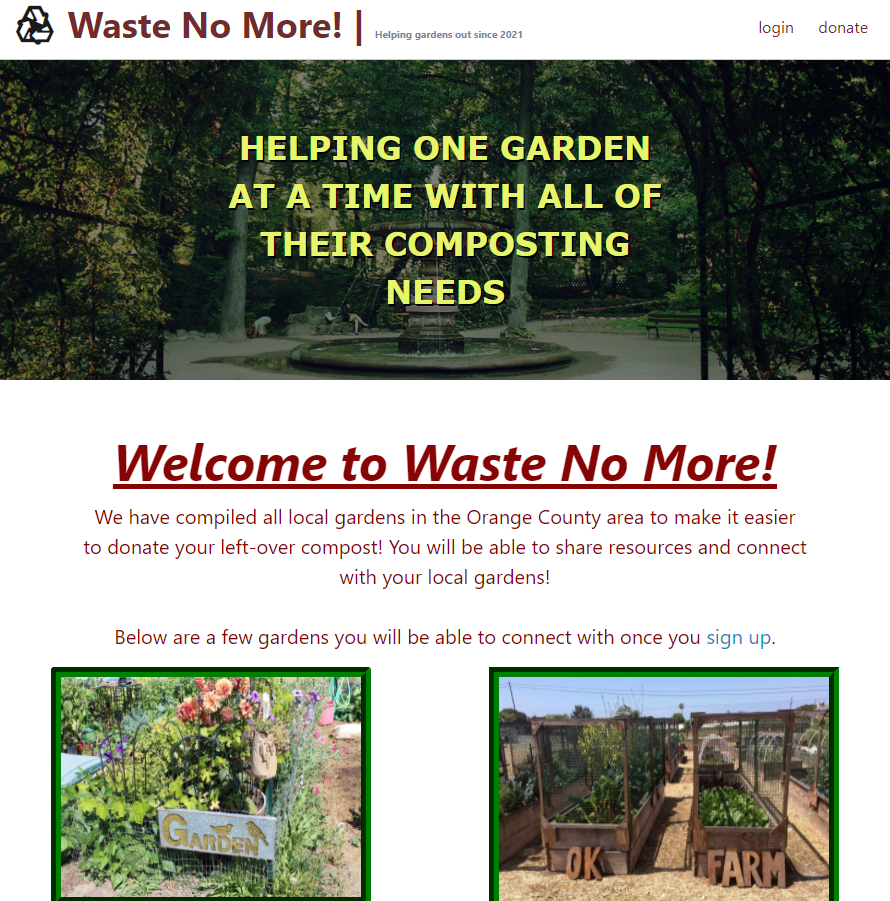 Waste No More! | Helping gardens out since 2021
login donate
HELPING ONE GARDEN
AT A TIME WITH ALL OF
THEIR COMPOSTING
NEEDS
Welcome to Waste No More!
We have compiled all local gardens in the Orange County area to make it easier
to donate your left-over compost! You will be able to share resources and connect
with your local gardens!
Below are a few gardens you will be able to connect with once you sign up.
GARDEN
OK FARM